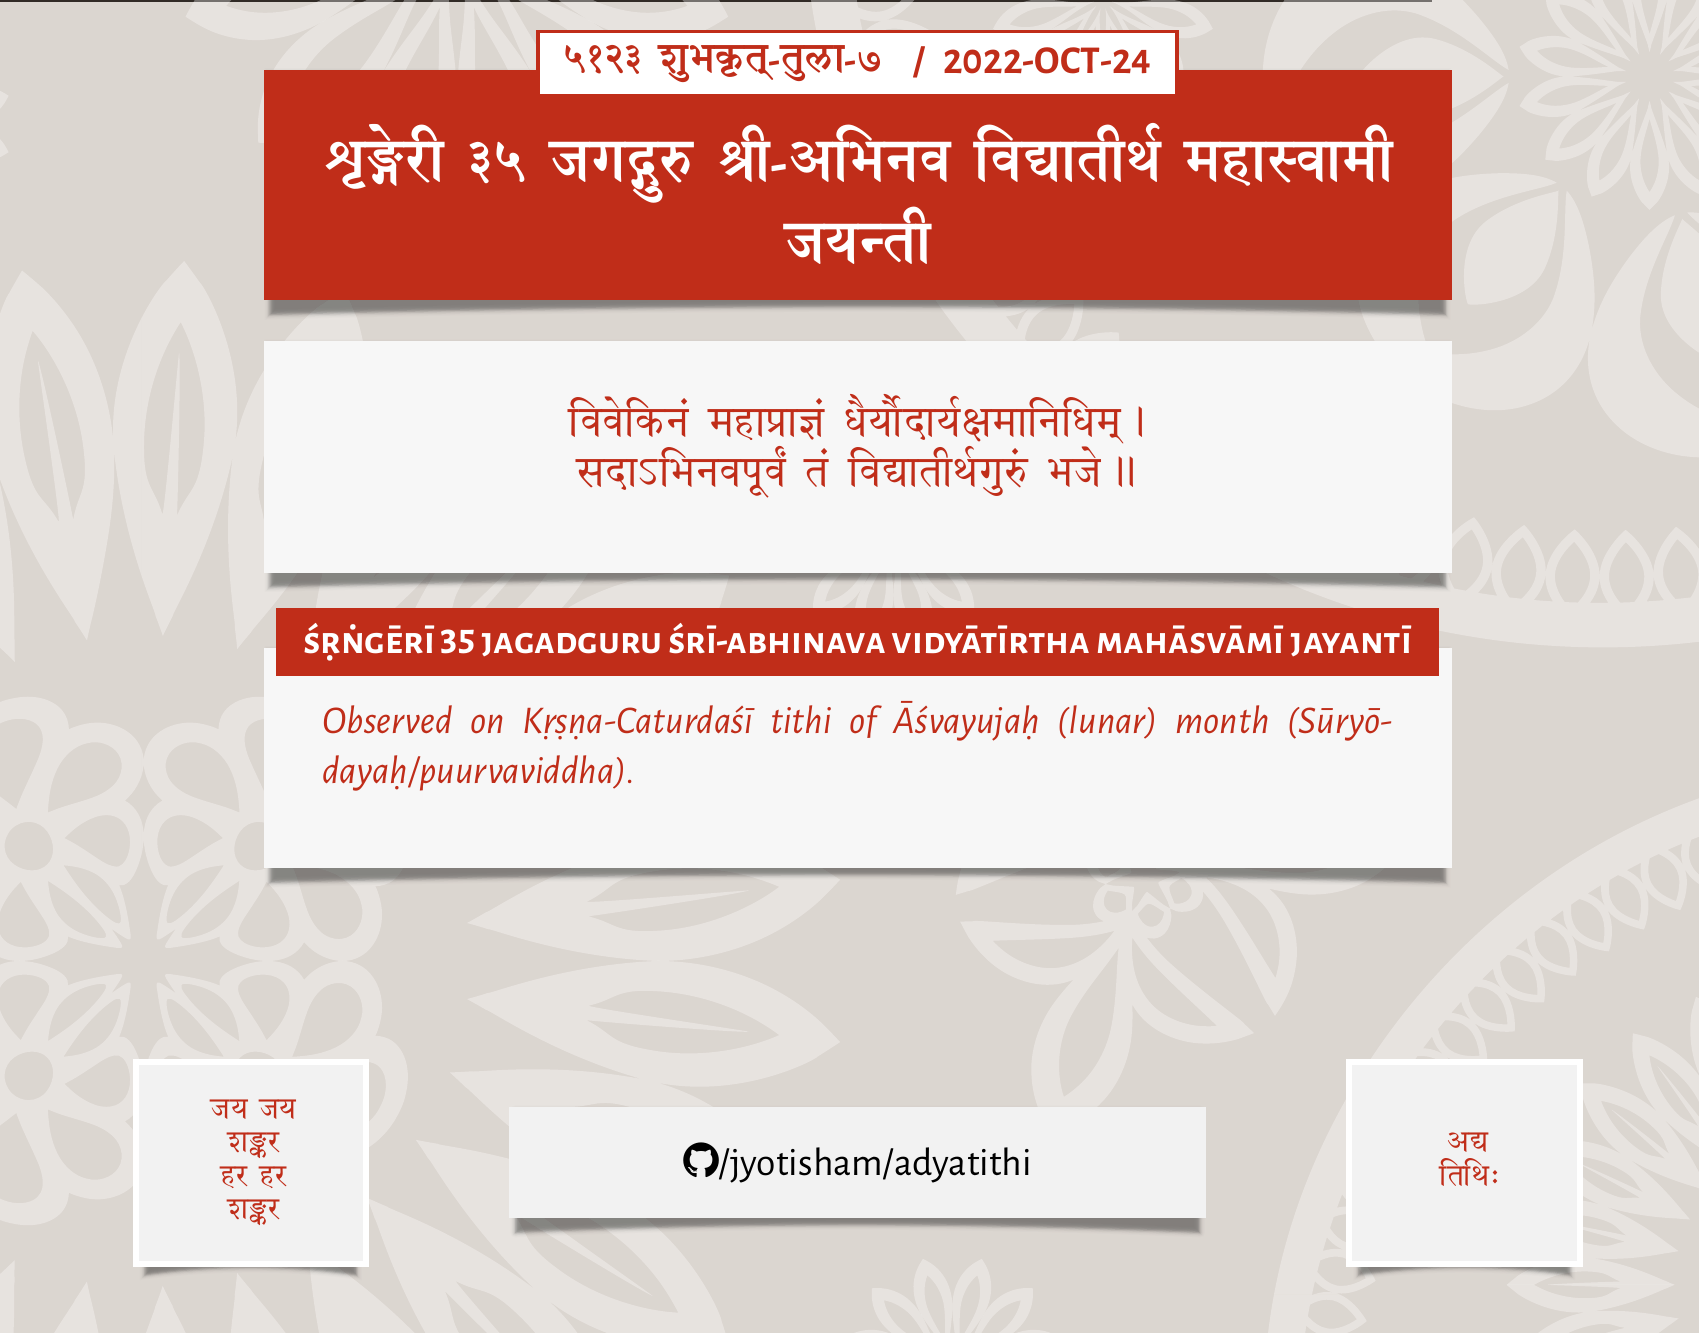 ५१२३ शुभकृत्-तुला-७ / 2022-OCT-24
शृङ्गेरी ३५ जगद्गुरु श्री-अभिनव विद्यातीर्थ महास्वामी
जयन्ती
विवेकिनं महाप्राज्ञं धैर्यौदार्यक्षमानिधिम् ।
सदाऽभिनवपूर्वं तं विद्यातीर्थगुरुं भजे ॥
ŚṚṄGĒRĪ 35 JAGADGURU ŚRĪ-ABHINAVA VIDYĀTĪRTHA MAHĀSVĀMĪ JAYANTĪ
Observed on Kṛṣṇa-Caturdaśī tithi of Āśvayujaḥ (lunar) month (Sūryō-
dayaḥ/puurvaviddha).
जय जय
शङ्कर
हर हर
शङ्कर
/jyotisham/adyatithi
अद्य
तिथिः